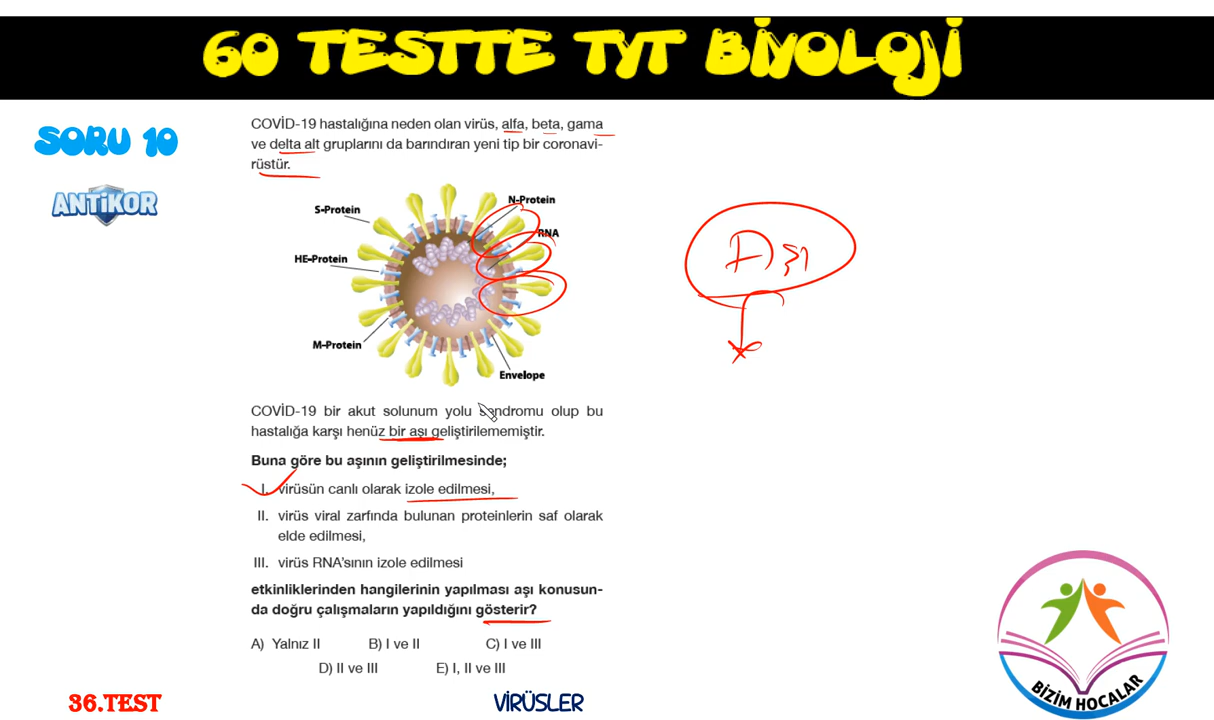 60 TESTTE TYT BİYOLOJİ
SORU 10
ANTİKOR
COVİD-19 hastalığına neden olan virüs, alfa, beta, gama
ve delta alt gruplarını da barındıran yeni tip bir coronavi-
rüstür.
N-Protein
S-Protein
RNA
HE-Protein
M-Protein
Envelope
Aşı
COVİD-19 bir akut solunum yolu sendromu olup bu
hastalığa karşı henüz bir aşı geliştirilememiştir.
Buna göre bu aşının geliştirilmesinde;
I. virüsün canlı olarak izole edilmesi,
II. virüs viral zarfında bulunan proteinlerin saf olarak
elde edilmesi,
III. virüs RNA'sının izole edilmesi
etkinliklerinden hangilerinin yapılması aşı konusun-
da doğru çalışmaların yapıldığını gösterir?
A) Yalnız II B) I ve II C) I ve III
D) II ve III E) I, II ve III
BİZİM HOCALAR
36.TEST
VİRÜSLER